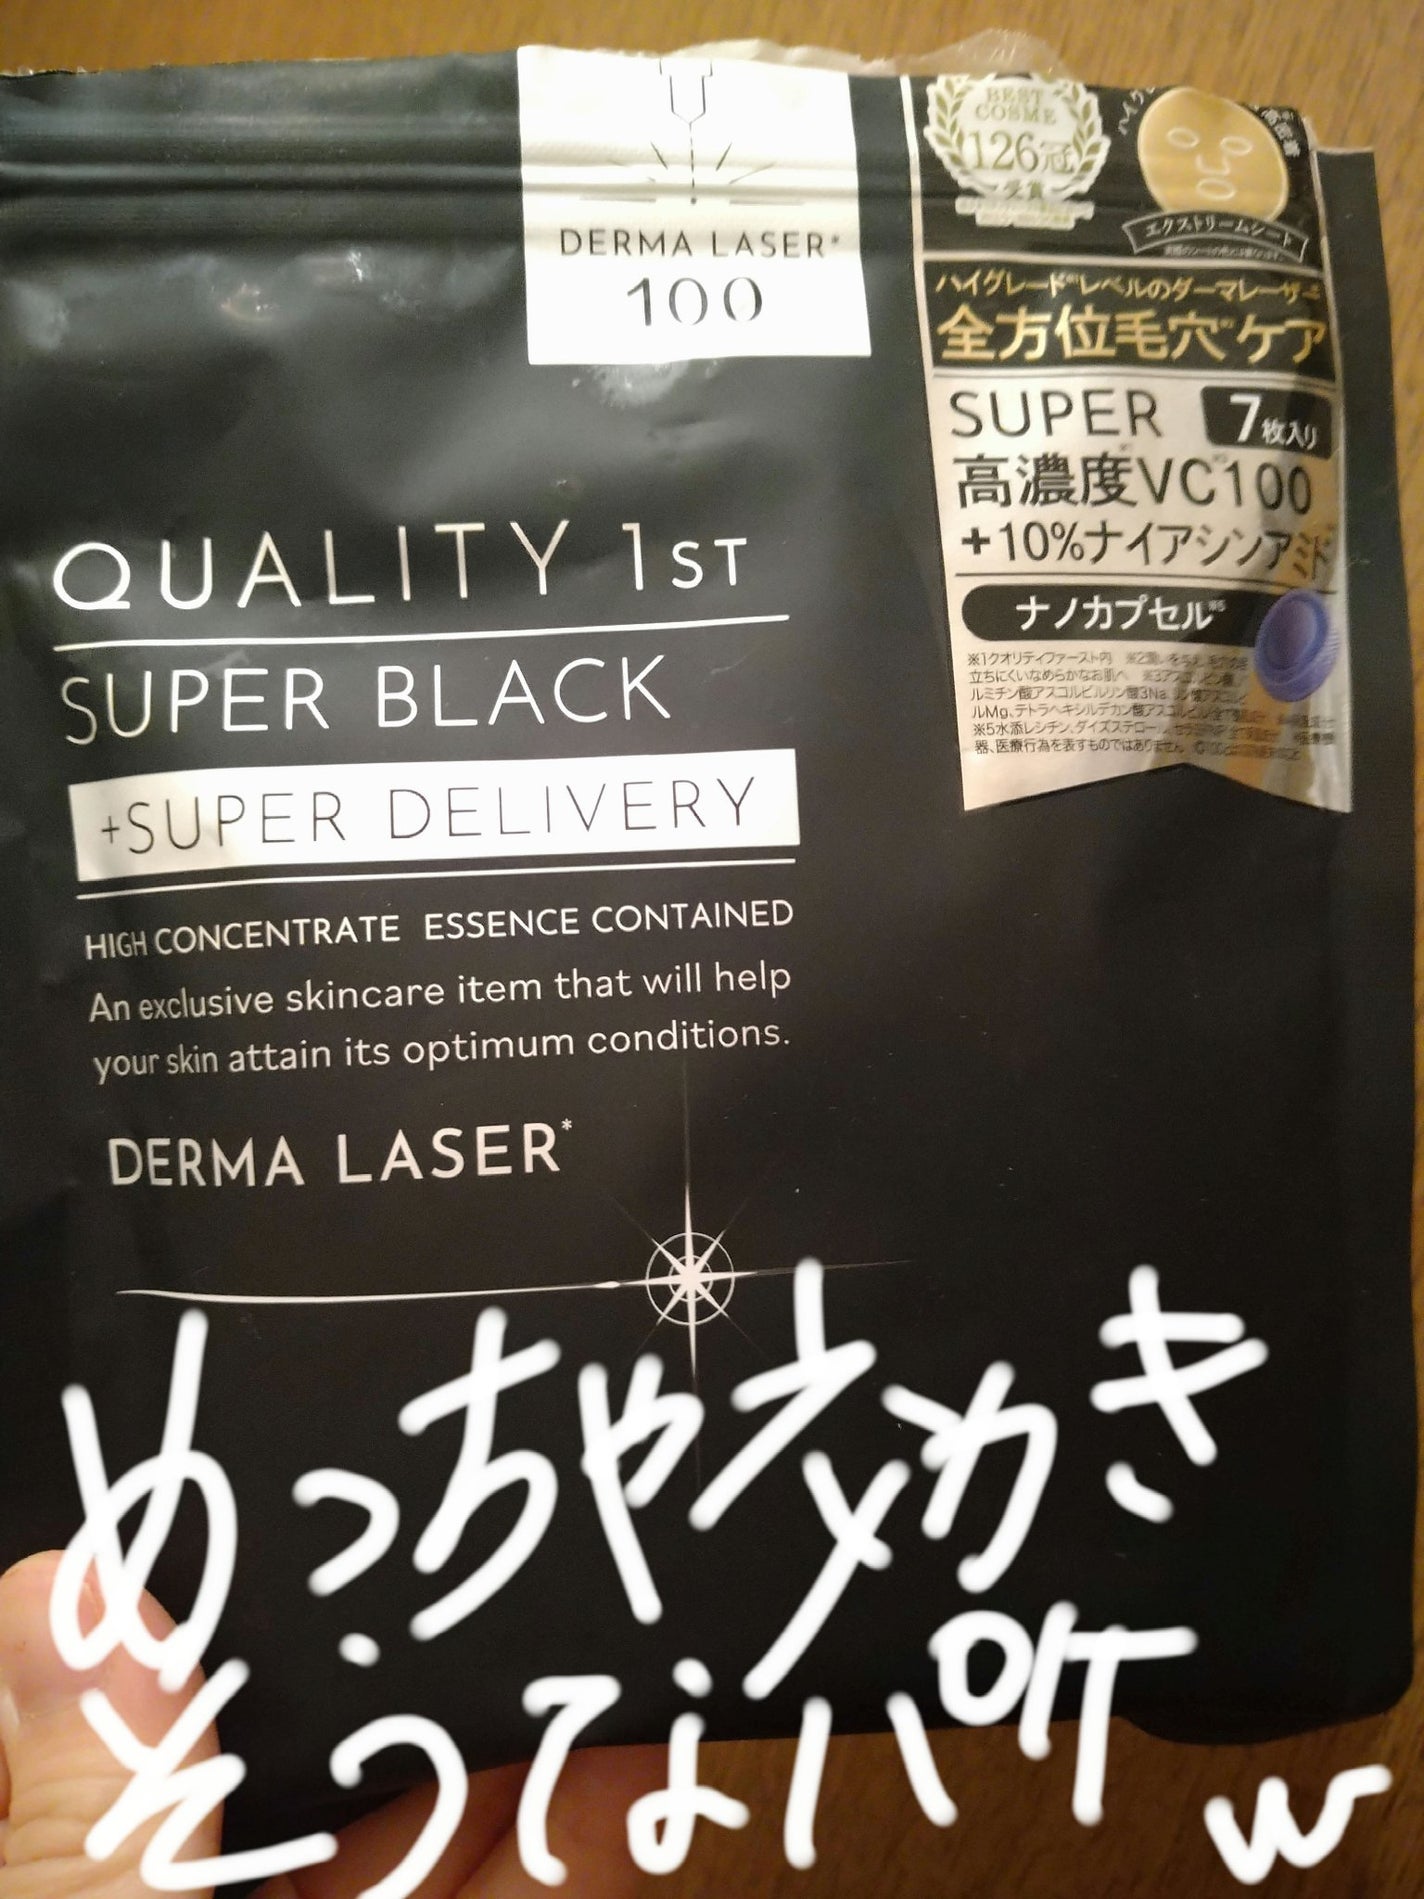 DERMA LASER*
100
BEST
COSME
126冠
受賞
エクストリームシート
ハイグレード※1レベルのダーマレーザー
全方位毛穴※2ケア
SUPER 7枚入り
高濃度VC100
+10%ナイアシンアミド
ナノカプセル※5
QUALITY 1ST
SUPER BLACK
+SUPER DELIVERY
HIGH CONCENTRATE ESSENCE CONTAINED
An exclusive skincare item that will help
your skin attain its optimum conditions.
DERMA LASER*
めっちゃ効き
そうなパケ
w